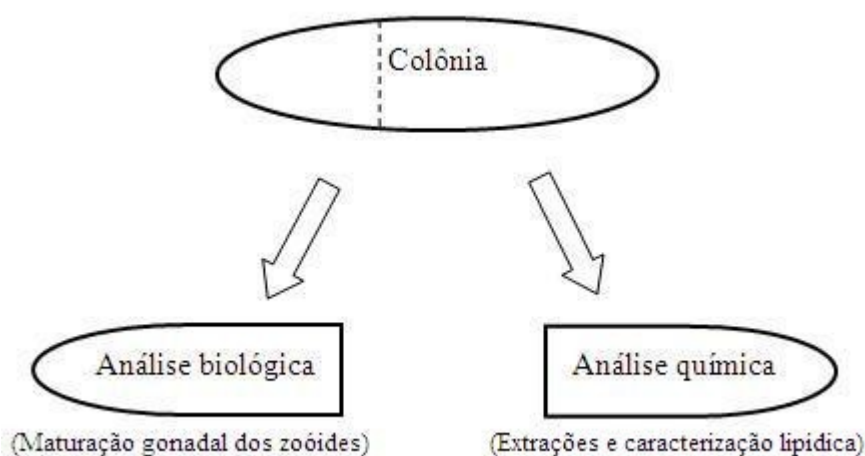 Colônia
Análise biológica
(Maturação gonadal dos zoóides)
Análise química
(Extrações e caracterização lipídica)